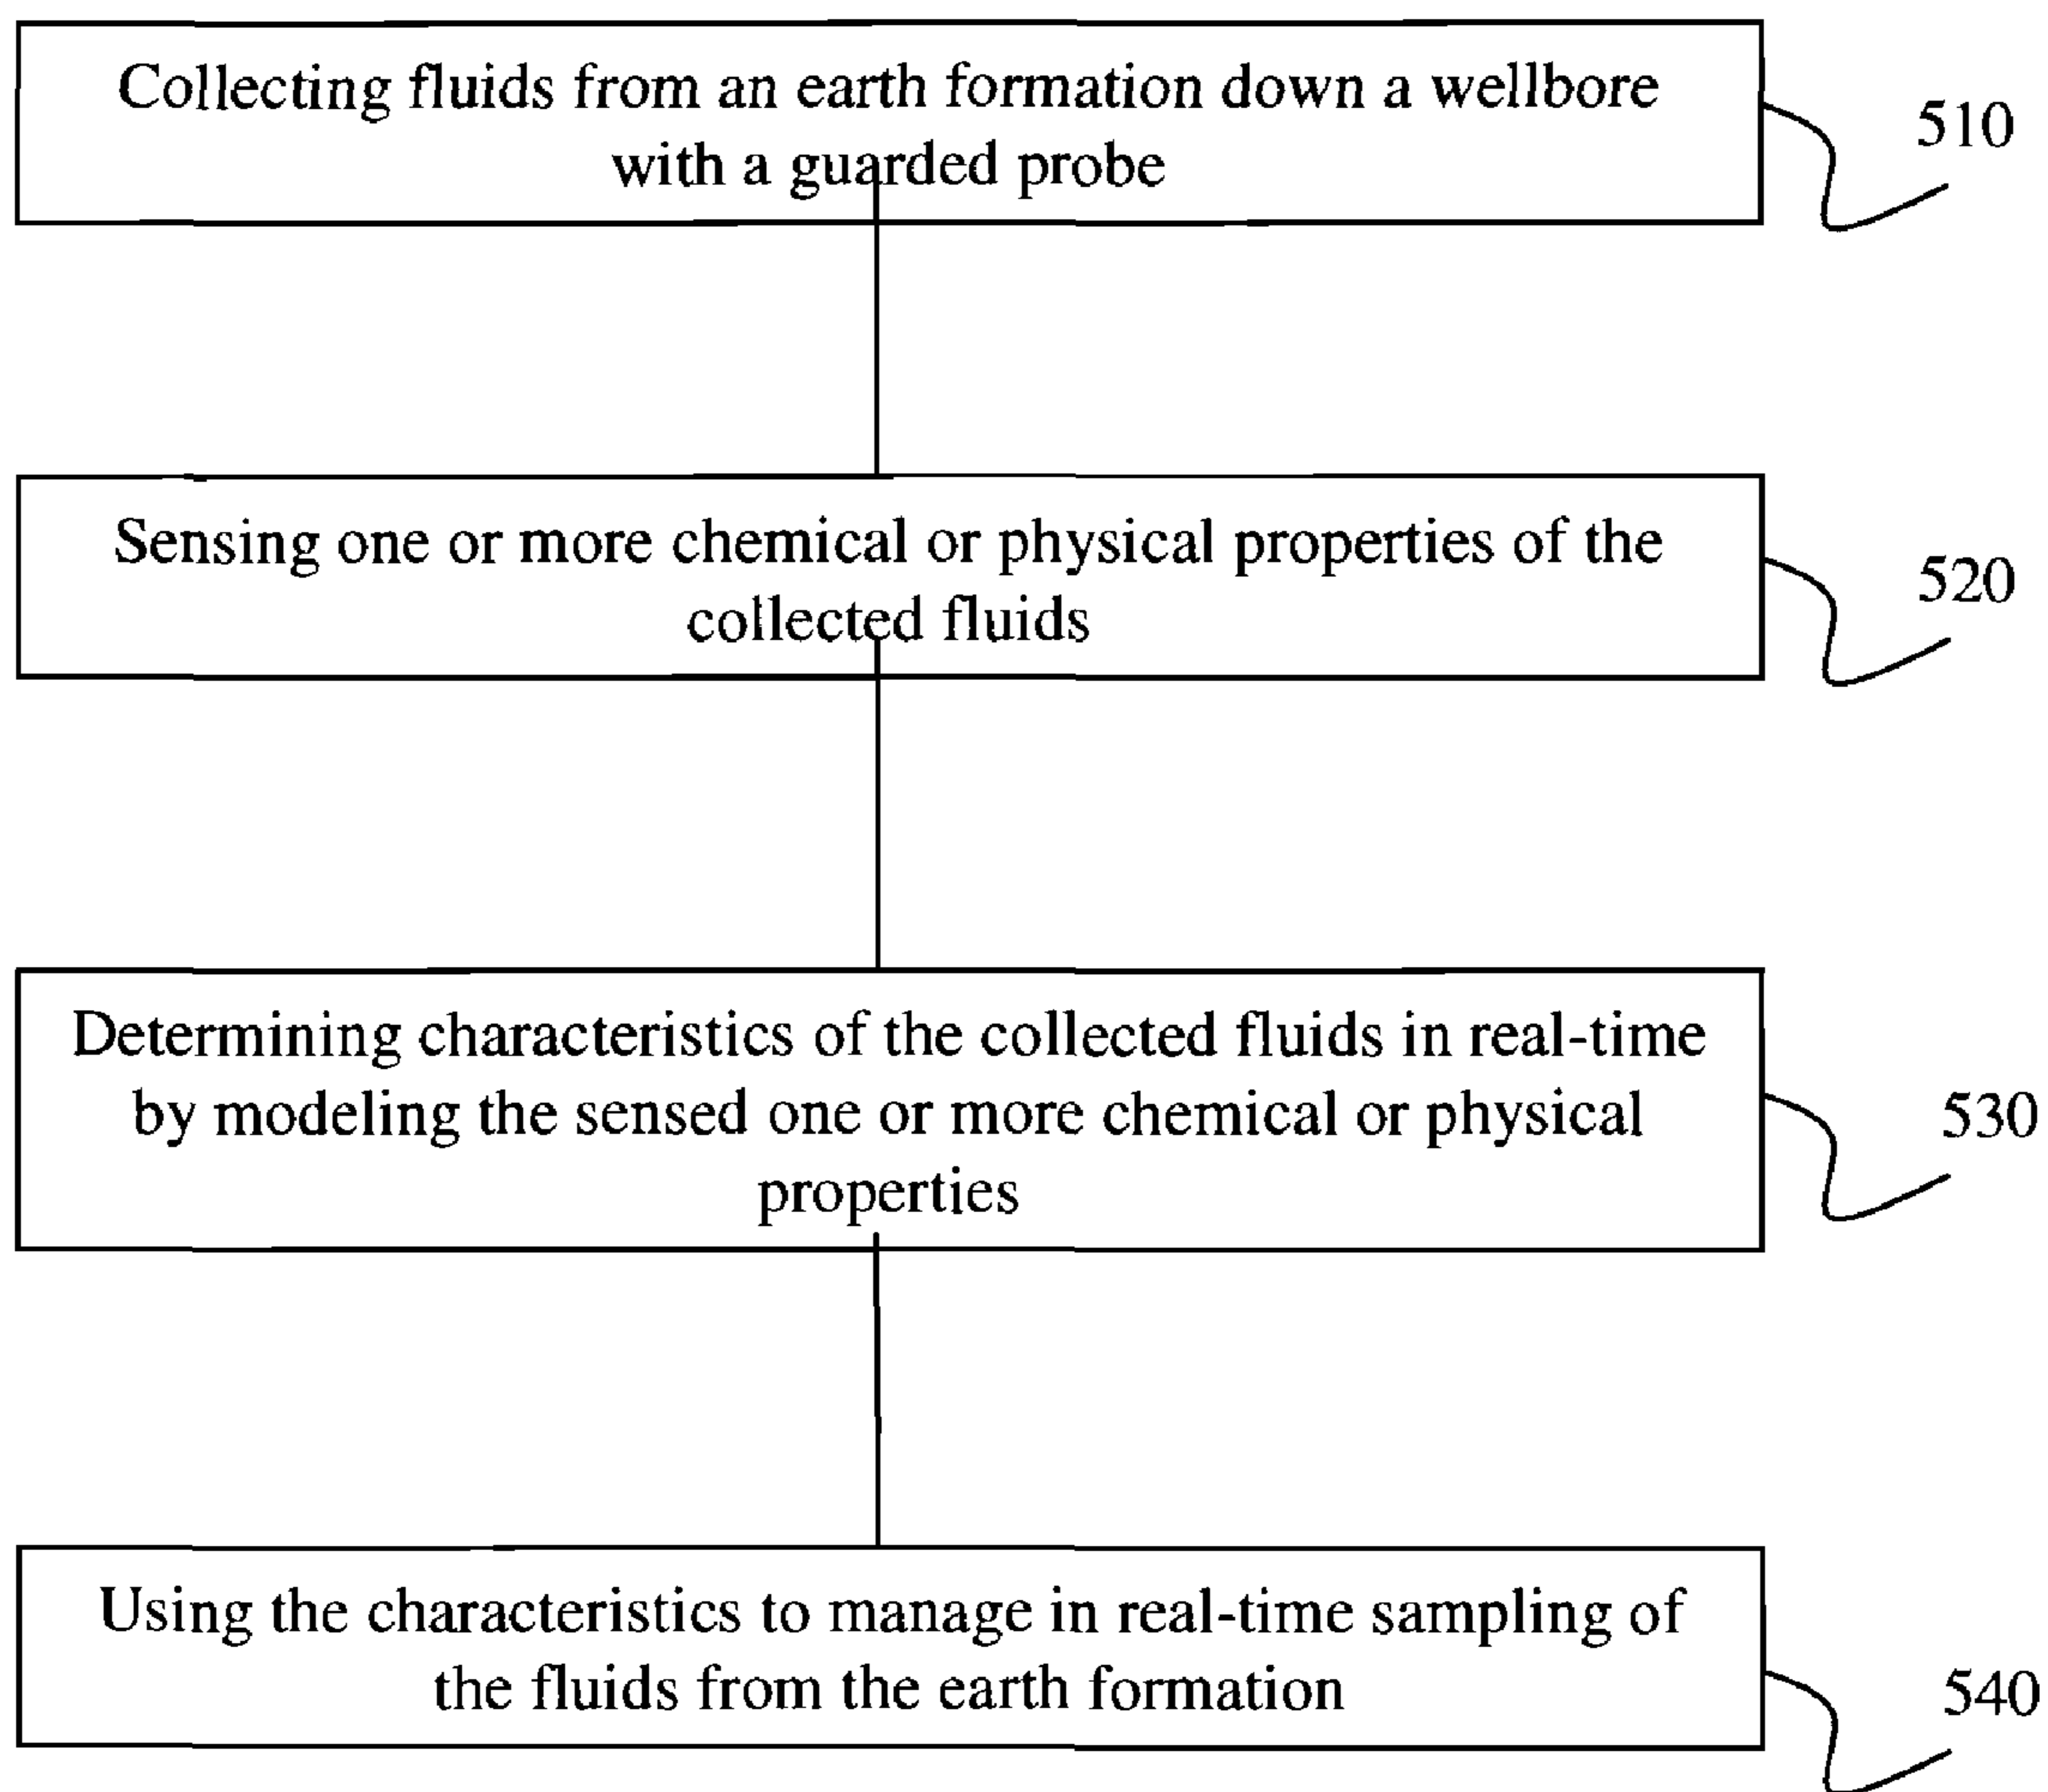 Collecting fluids from an earth formation down a wellbore
with a guarded probe
510
Sensing one or more chemical or physical properties of the
collected fluids
520
Determining characteristics of the collected fluids in real-time
by modeling the sensed one or more chemical or physical
properties
530
Using the characteristics to manage in real-time sampling of
the fluids from the earth formation
540